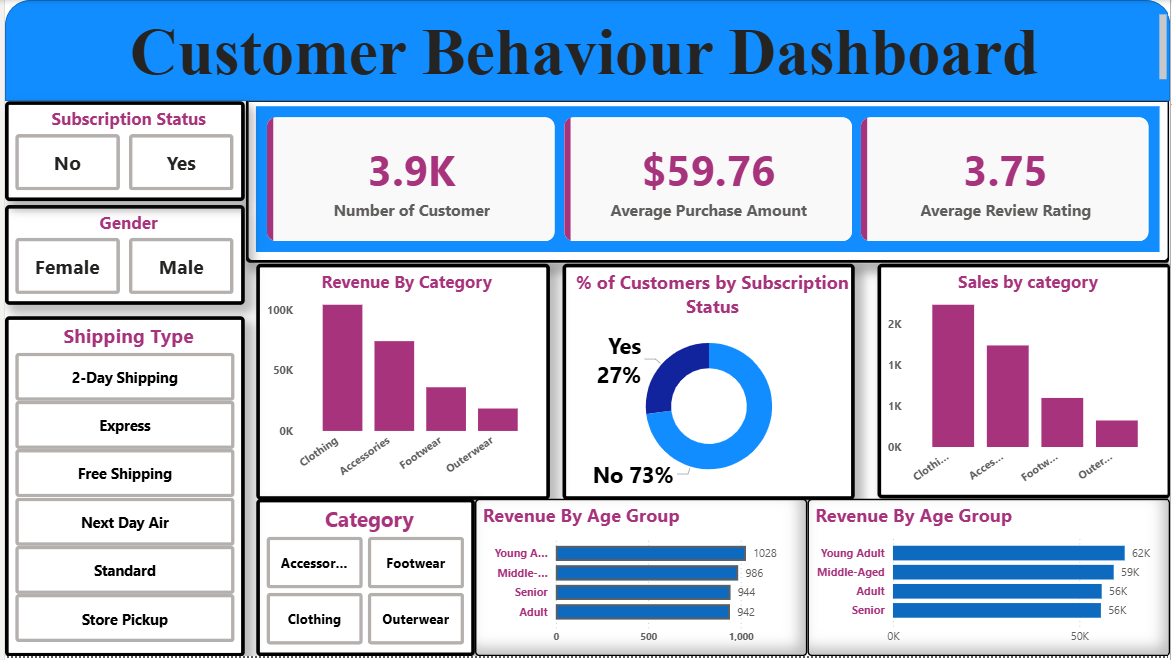 Customer Behaviour Dashboard
Subscription Status
No
Yes
Gender
Female
Male
Shipping Type
2-Day Shipping
Express
Free Shipping
Next Day Air
Standard
Store Pickup
3.9K
Number of Customer
$59.76
Average Purchase Amount
3.75
Average Review Rating
Revenue By Category
100K
50K
0K
Clothing
Accessories
Footwear
Outerwear
% of Customers by Subscription
Status
Yes
27%
No 73%
Sales by category
2K
1K
1K
0K
Clothi...
Acces...
Footw...
Outer...
Category
Accessor...
Footwear
Clothing
Outerwear
Revenue By Age Group
Young A... 1028
Middle-... 986
Senior 944
Adult 942
0 500 1,000
Revenue By Age Group
Young Adult 62K
Middle-Aged 59K
Adult 56K
Senior 56K
0K 50K